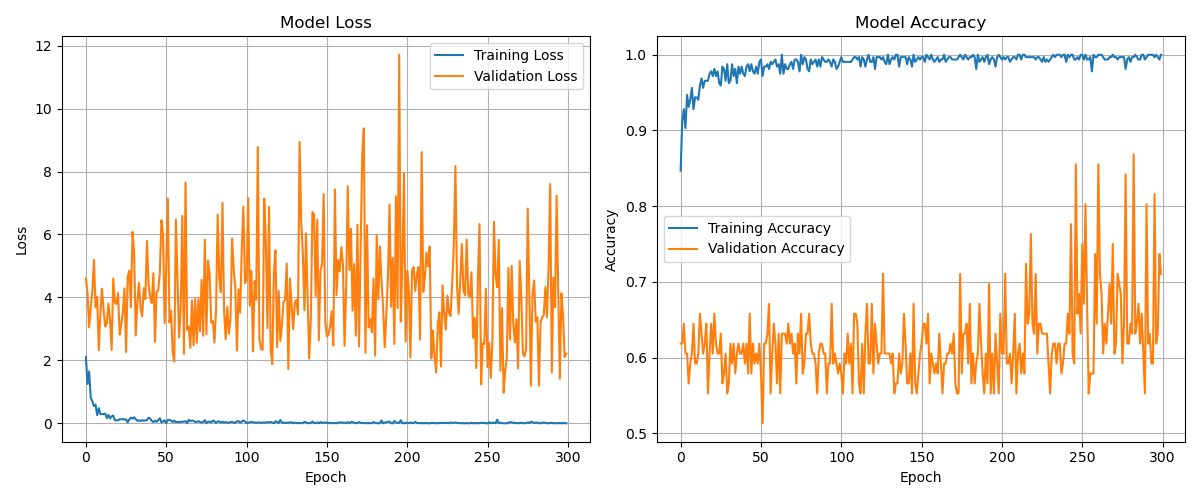 Model Loss
12
10
8
6
4
2
0
Loss
Training Loss
Validation Loss
0 50 100 150 200 250 300
Epoch
Model Accuracy
1.0
0.9
0.8
0.7
0.6
0.5
Accuracy
Training Accuracy
Validation Accuracy
0 50 100 150 200 250 300
Epoch